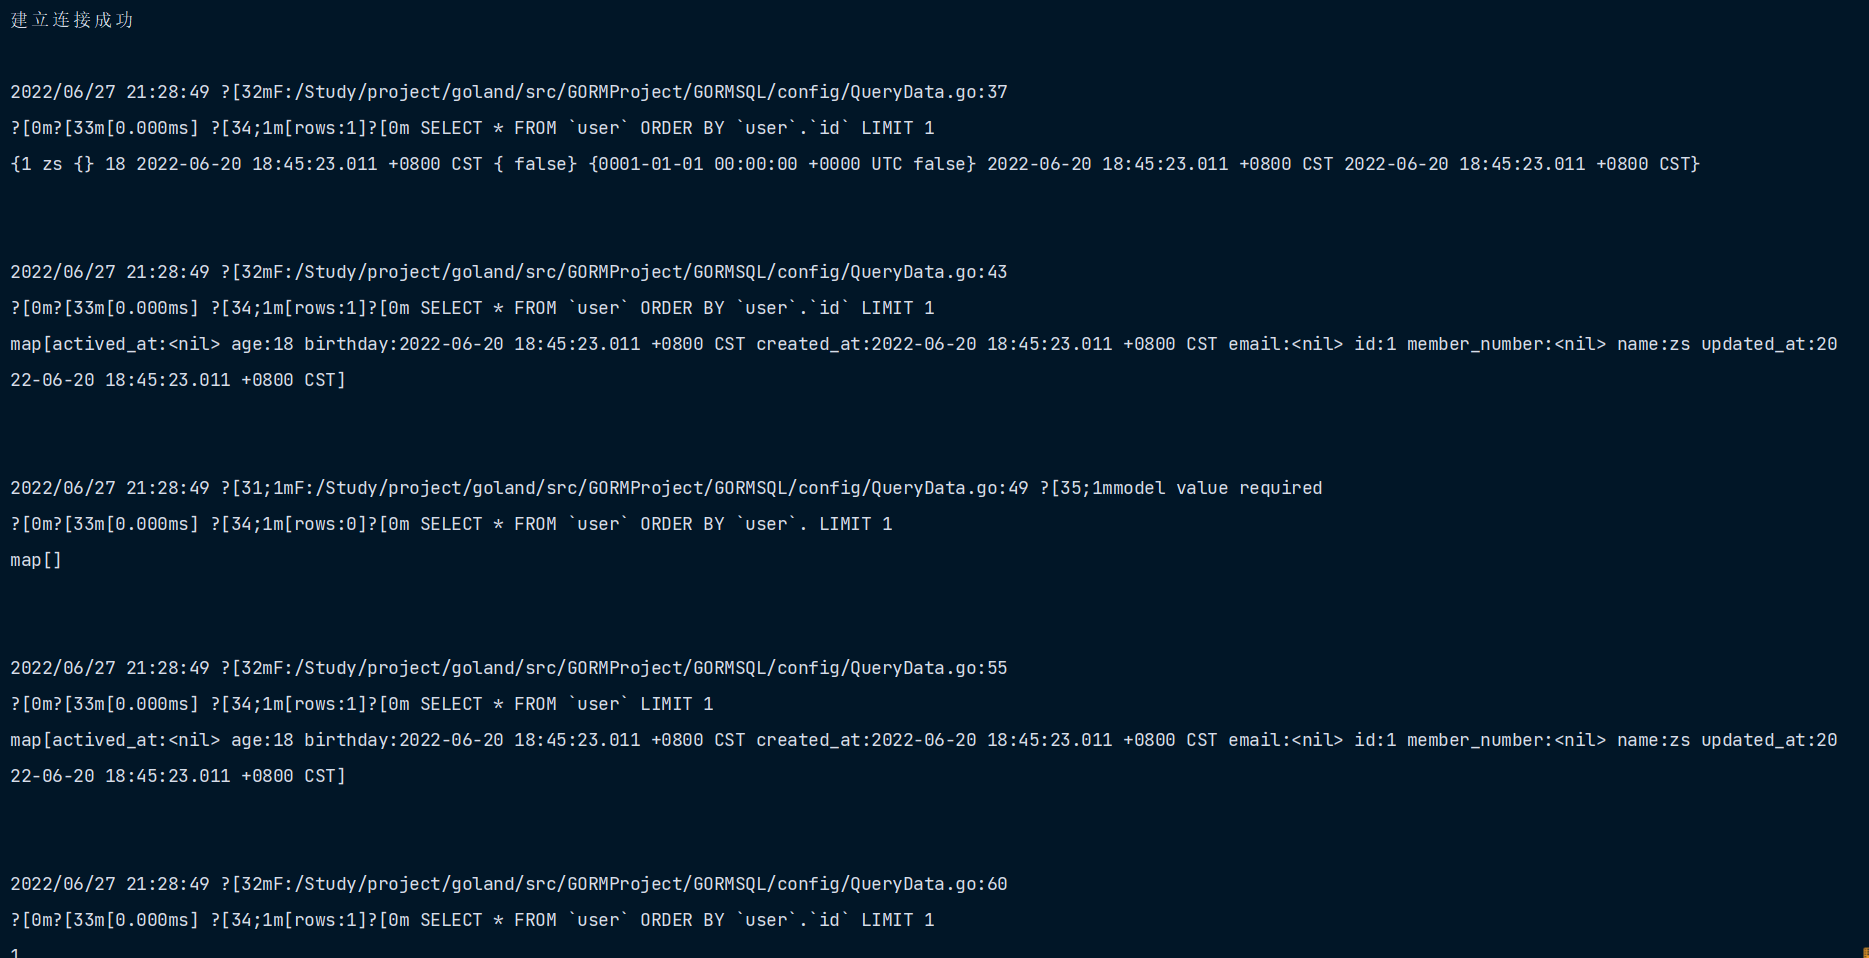 建立连接成功
2022/06/27 21:28:49 ?[32mF:/Study/project/goland/src/GORMProject/GORMSQL/config/QueryData.go:37
?[0m?[33m[0.000ms] ?[34;1m[rows:1]?[0m SELECT * FROM `user` ORDER BY `user`.`id` LIMIT 1
{1 zs {} 18 2022-06-20 18:45:23.011 +0800 CST { false} {0001-01-01 00:00:00 +0000 UTC false} 2022-06-20 18:45:23.011 +0800 CST 2022-06-20 18:45:23.011 +0800 CST}
2022/06/27 21:28:49 ?[32mF:/Study/project/goland/src/GORMProject/GORMSQL/config/QueryData.go:43
?[0m?[33m[0.000ms] ?[34;1m[rows:1]?[0m SELECT * FROM `user` ORDER BY `user`.`id` LIMIT 1
map[actived_at:<nil> age:18 birthday:2022-06-20 18:45:23.011 +0800 CST created_at:2022-06-20 18:45:23.011 +0800 CST email:<nil> id:1 member_number:<nil> name:zs updated_at:20
22-06-20 18:45:23.011 +0800 CST]
2022/06/27 21:28:49 ?[31;1mF:/Study/project/goland/src/GORMProject/GORMSQL/config/QueryData.go:49 ?[35;1mmodel value required
?[0m?[33m[0.000ms] ?[34;1m[rows:0]?[0m SELECT * FROM `user` ORDER BY `user`. LIMIT 1
map[]
2022/06/27 21:28:49 ?[32mF:/Study/project/goland/src/GORMProject/GORMSQL/config/QueryData.go:55
?[0m?[33m[0.000ms] ?[34;1m[rows:1]?[0m SELECT * FROM `user` LIMIT 1
map[actived_at:<nil> age:18 birthday:2022-06-20 18:45:23.011 +0800 CST created_at:2022-06-20 18:45:23.011 +0800 CST email:<nil> id:1 member_number:<nil> name:zs updated_at:20
22-06-20 18:45:23.011 +0800 CST]
2022/06/27 21:28:49 ?[32mF:/Study/project/goland/src/GORMProject/GORMSQL/config/QueryData.go:60
?[0m?[33m[0.000ms] ?[34;1m[rows:1]?[0m SELECT * FROM `user` ORDER BY `user`.`id` LIMIT 1